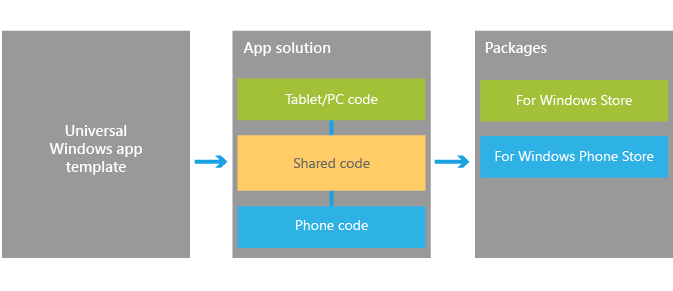 Universal
Windows app
template
App solution
Tablet/PC code
Shared code
Phone code
Packages
For Windows Store
For Windows Phone Store